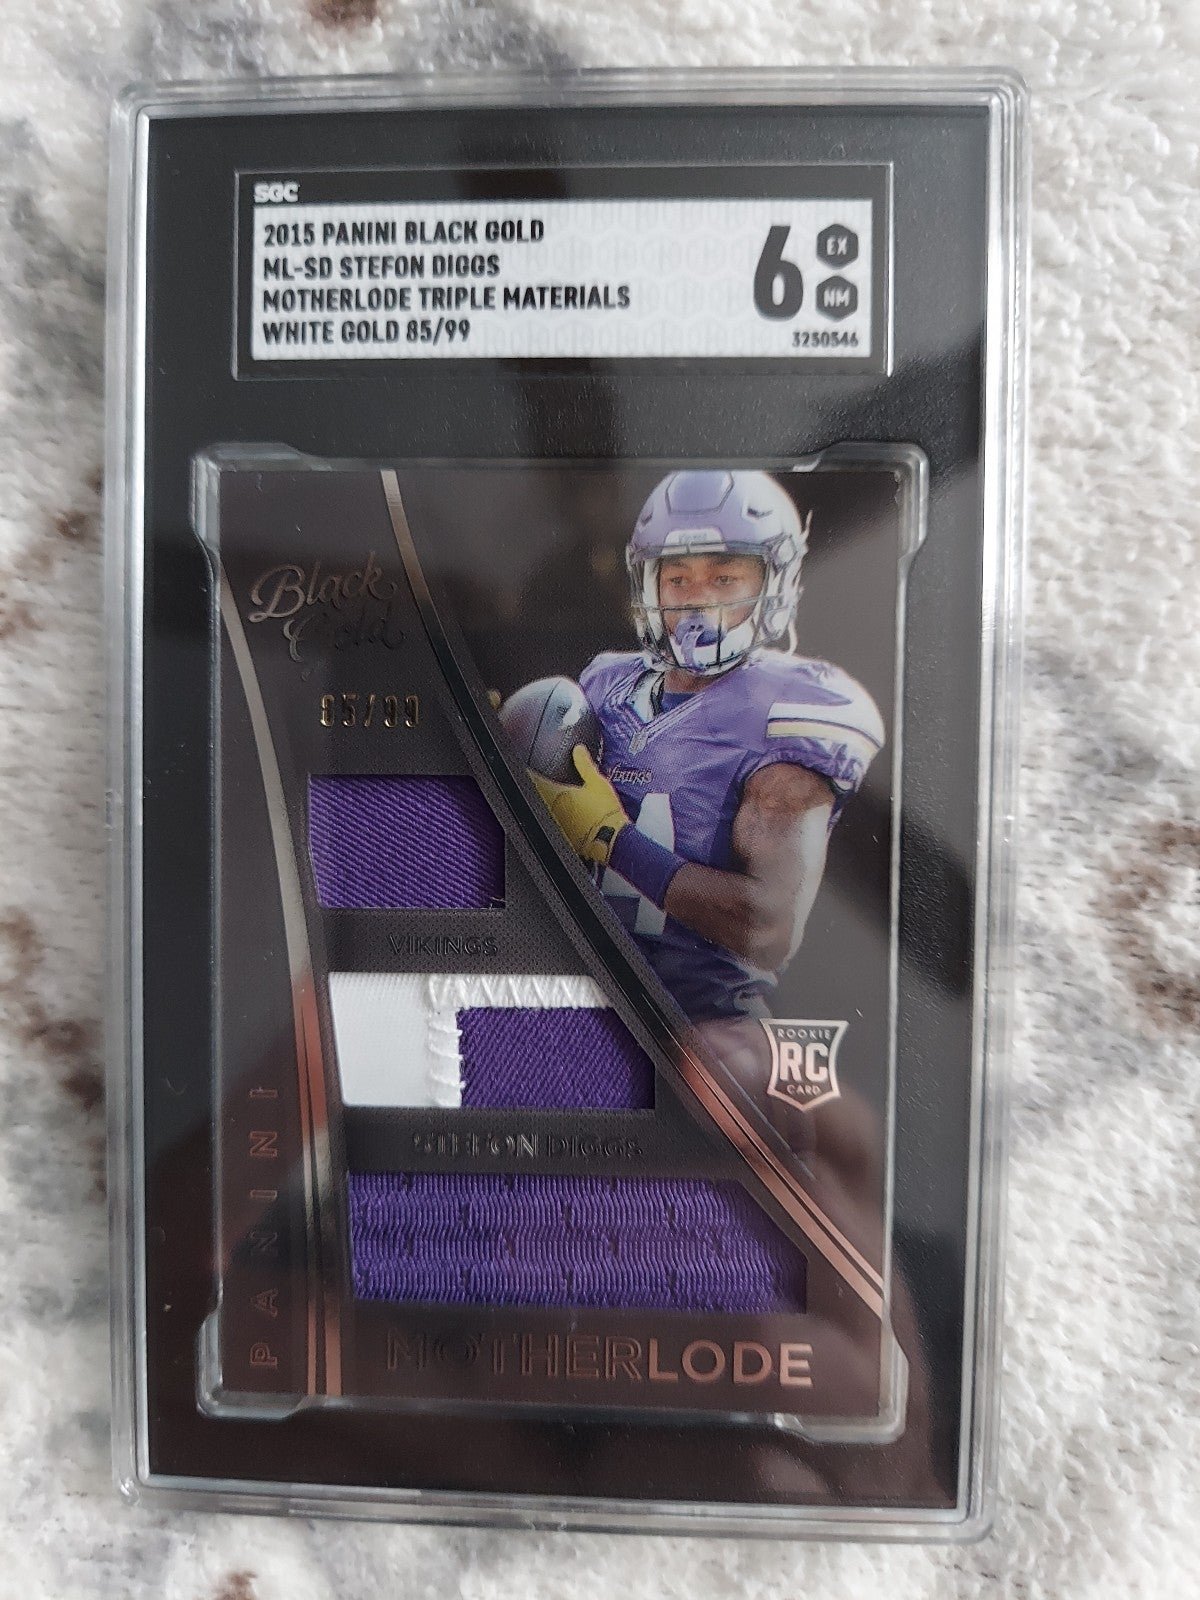 SGC
2015 PANINI BLACK GOLD
ML-SD STEFON DIGGS
MOTHERLODE TRIPLE MATERIALS
WHITE GOLD 85/99
6
EX
NM
3250546
Black
Gold
85/99
VIKINGS
VIKINGS
STEFON DIGGS
ROOKIE
RC
CARD
PANINI
MOTHERLODE